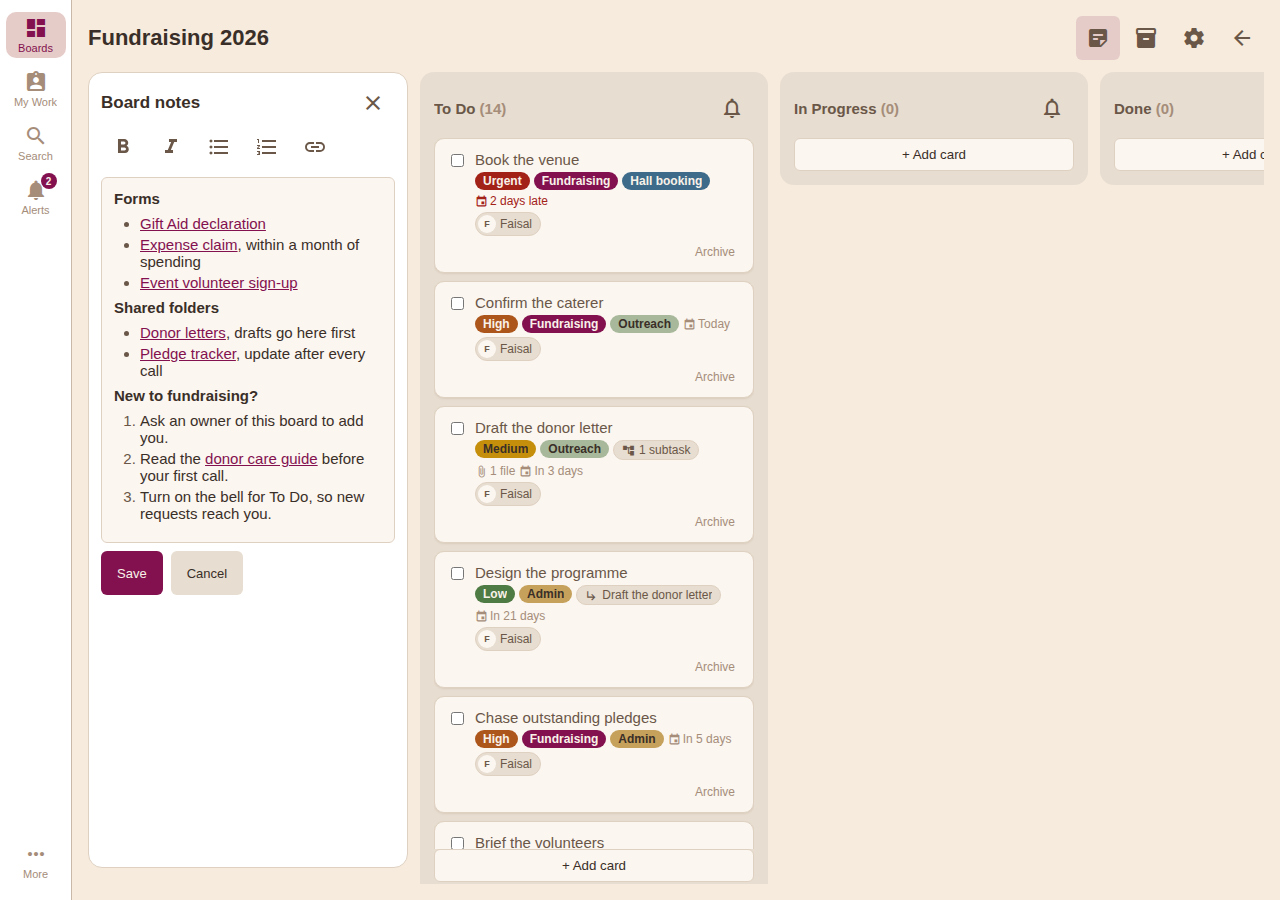 Boards
My Work
Search
2
Alerts
More
Fundraising 2026
Board notes
Forms
Gift Aid declaration
Expense claim, within a month of
spending
Event volunteer sign-up
Shared folders
Donor letters, drafts go here first
Pledge tracker, update after every
call
New to fundraising?
1. Ask an owner of this board to add
you.
2. Read the donor care guide before
your first call.
3. Turn on the bell for To Do, so new
requests reach you.
Save Cancel
To Do (14)
Book the venue
Urgent Fundraising Hall booking
2 days late
F Faisal
Archive
Confirm the caterer
High Fundraising Outreach Today
F Faisal
Archive
Draft the donor letter
Medium Outreach 1 subtask
1 file In 3 days
F Faisal
Archive
Design the programme
Low Admin Draft the donor letter
In 21 days
F Faisal
Archive
Chase outstanding pledges
High Fundraising Admin In 5 days
F Faisal
Archive
Brief the volunteers
+ Add card
In Progress (0)
+ Add card
Done (0)
+ Add